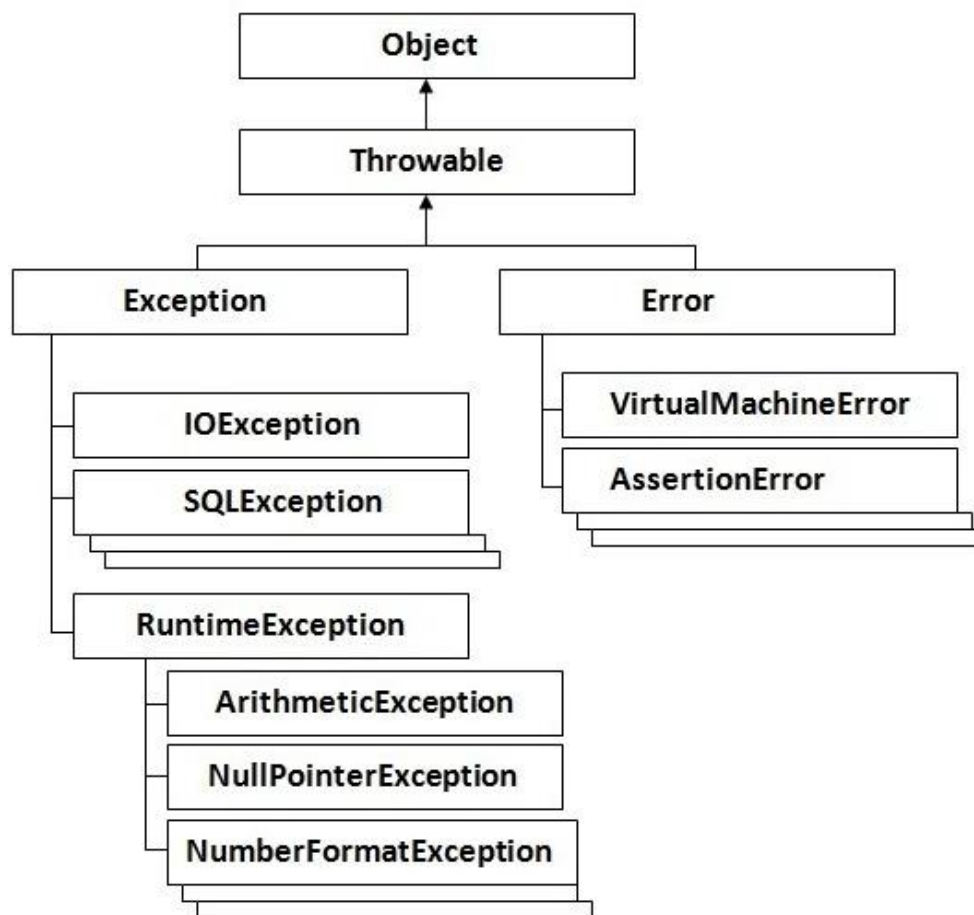 Object
Throwable
Exception
Error
IOException
SQLException
RuntimeException
ArithmeticException
NullPointerException
NumberFormatException
VirtualMachineError
AssertionError